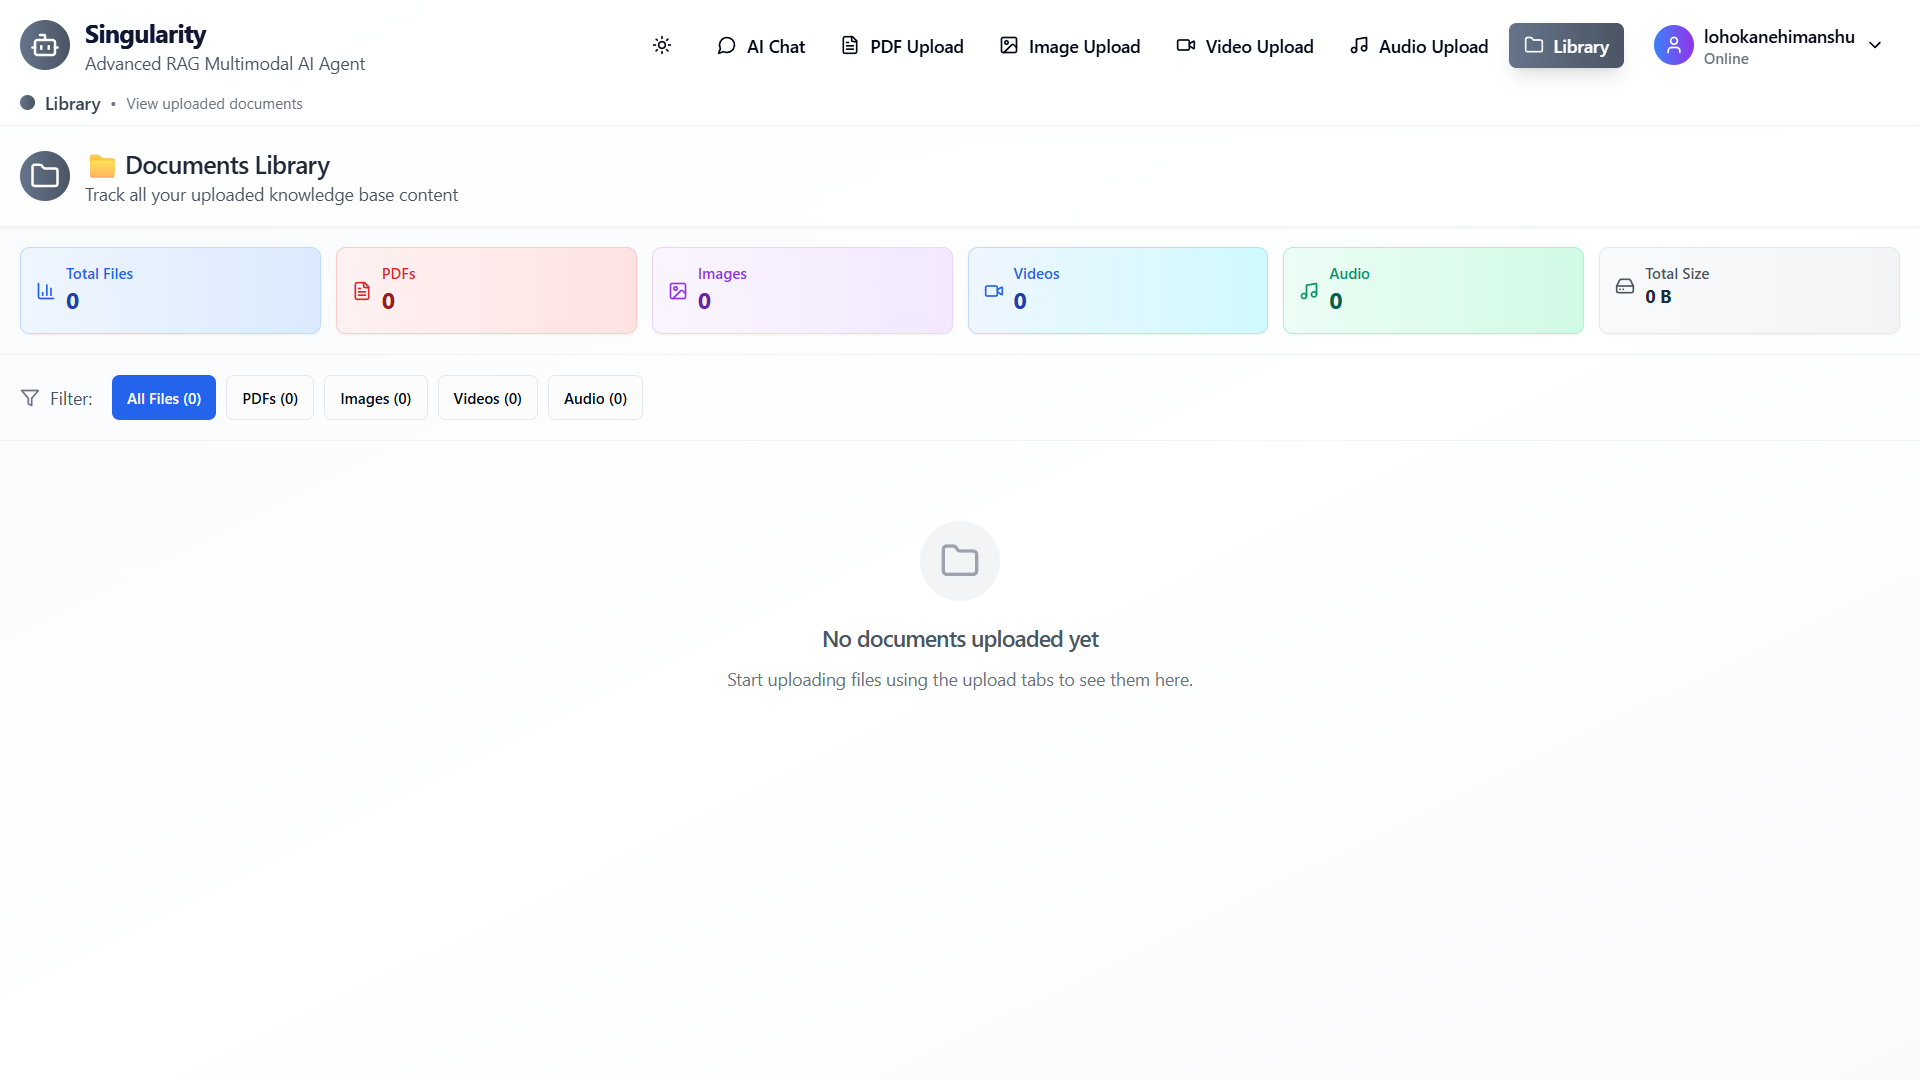 Singularity
Advanced RAG Multimodal AI Agent
AI Chat
PDF Upload
Image Upload
Video Upload
Audio Upload
Library
lohokanehimanshu
Online
Library • View uploaded documents
Documents Library
Track all your uploaded knowledge base content
Total Files
0
PDFs
0
Images
0
Videos
0
Audio
0
Total Size
0 B
Filter:
All Files (0)
PDFs (0)
Images (0)
Videos (0)
Audio (0)
No documents uploaded yet
Start uploading files using the upload tabs to see them here.